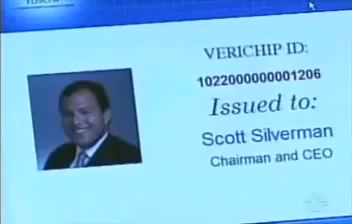 VERICHIP ID:
1022000000001206
Issued to:
Scott Silverman
Chairman and CEO